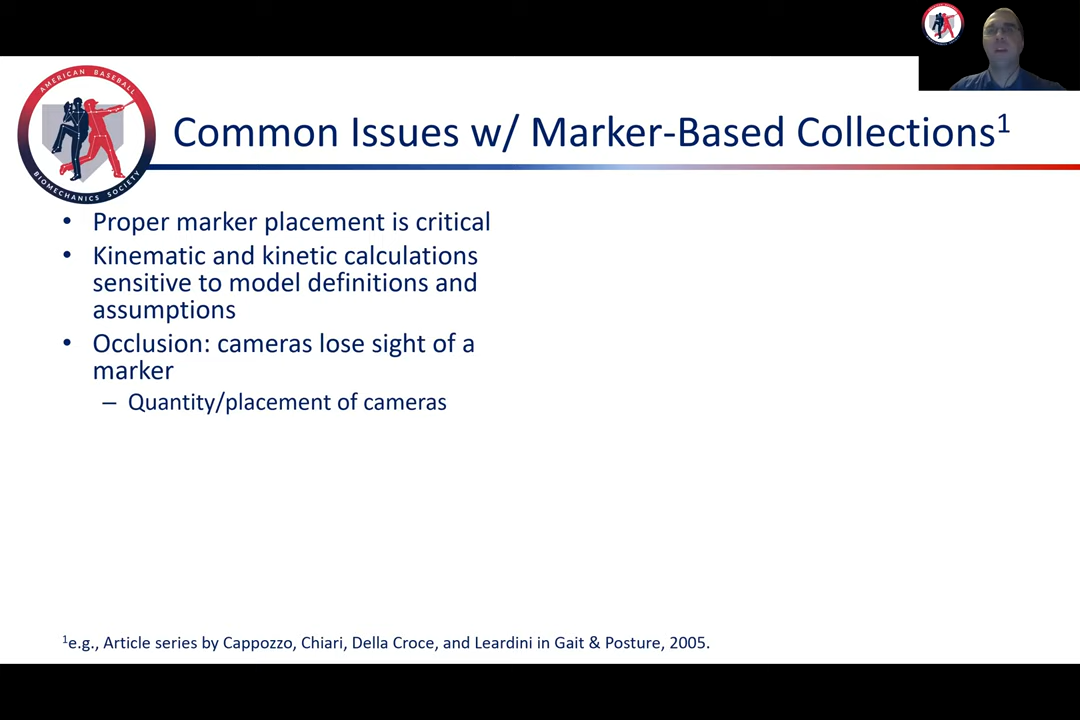 AMERICAN BASEBALL
BIOMECHANICS SOCIETY
Common Issues w/ Marker-Based Collections1
• Proper marker placement is critical
• Kinematic and kinetic calculations
sensitive to model definitions and
assumptions
• Occlusion: cameras lose sight of a
marker
– Quantity/placement of cameras
1e.g., Article series by Cappozzo, Chiari, Della Croce, and Leardini in Gait & Posture, 2005.